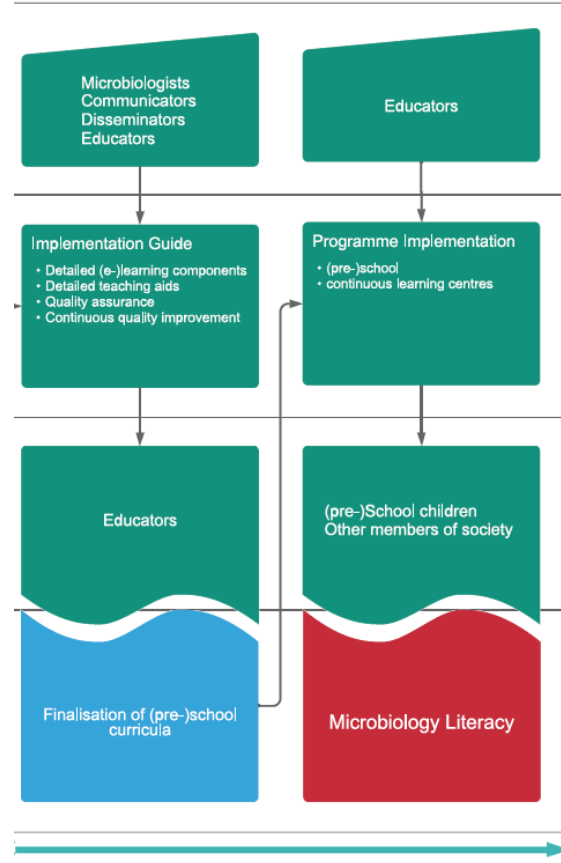 Microbiologists
Communicators
Disseminators
Educators
Educators
Implementation Guide
• Detailed (e-)learning components
• Detailed teaching aids
• Quality assurance
• Continuous quality improvement
Programme Implementation
• (pre-)school
• continuous learning centres
Educators
(pre-)School children
Other members of society
Finalisation of (pre-)school
curricula
Microbiology Literacy